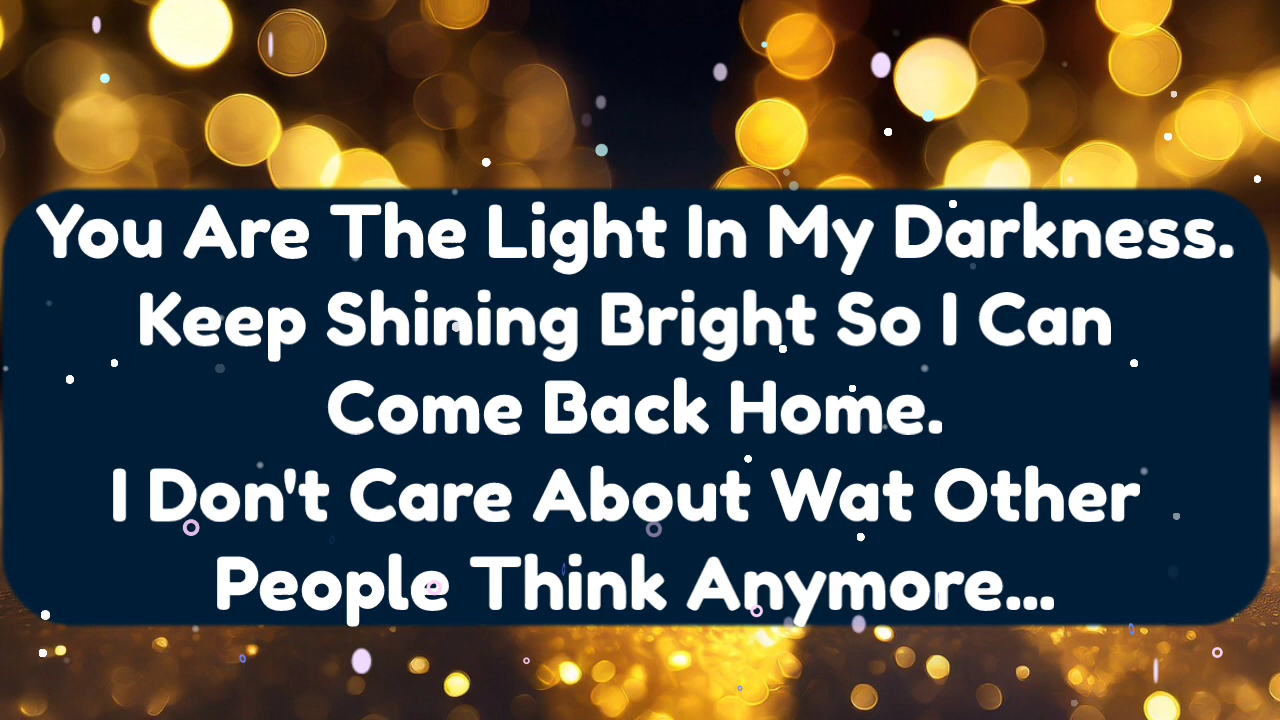 You Are The Light In My Darkness.
Keep Shining Bright So I Can
Come Back Home.
I Don't Care About Wat Other
People Think Anymore...